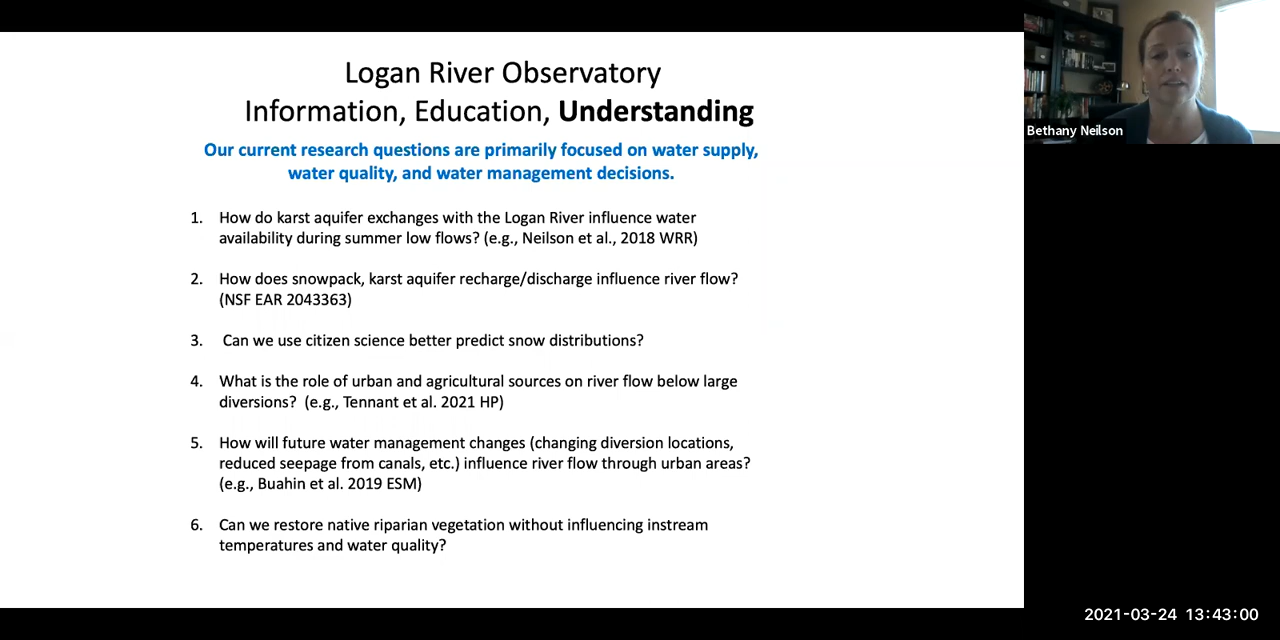 Logan River Observatory
Information, Education, Understanding
Our current research questions are primarily focused on water supply,
water quality, and water management decisions.
1. How do karst aquifer exchanges with the Logan River influence water
availability during summer low flows? (e.g., Neilson et al., 2018 WRR)
2. How does snowpack, karst aquifer recharge/discharge influence river flow?
(NSF EAR 2043363)
3. Can we use citizen science better predict snow distributions?
4. What is the role of urban and agricultural sources on river flow below large
diversions? (e.g., Tennant et al. 2021 HP)
5. How will future water management changes (changing diversion locations,
reduced seepage from canals, etc.) influence river flow through urban areas?
(e.g., Buahin et al. 2019 ESM)
6. Can we restore native riparian vegetation without influencing instream
temperatures and water quality?
Bethany Neilson
2021-03-24 13:43:00